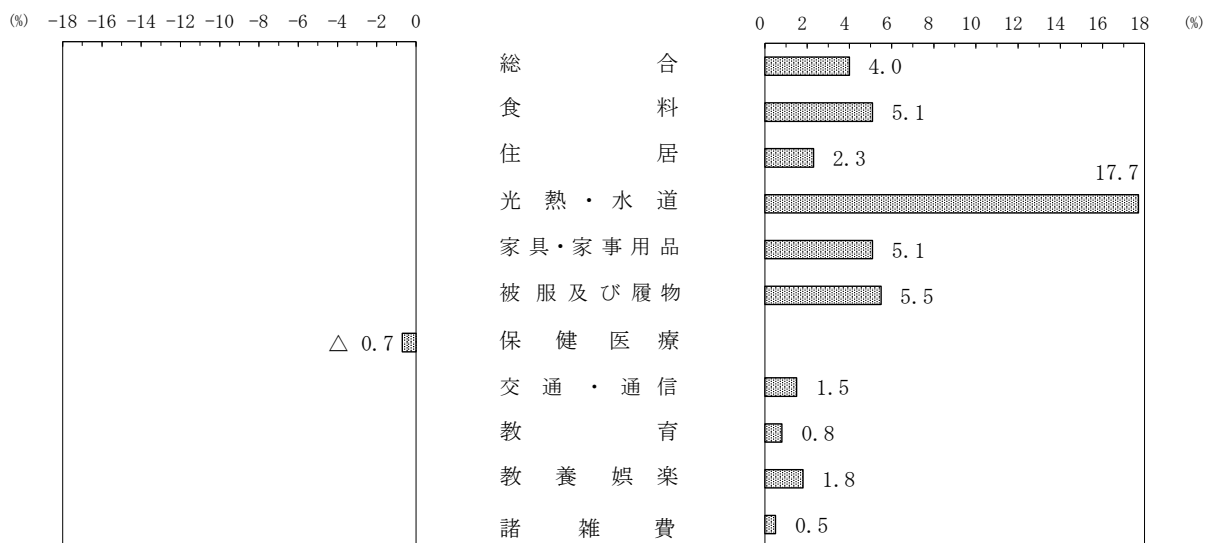 (%) -18 -16 -14 -12 -10 -8 -6 -4 -2 0 0 2 4 6 8 10 12 14 16 18 (%)
総合 4.0
食料 5.1
住居 2.3
17.7
光熱・水道
家具・家事用品 5.1
被服及び履物 5.5
△ 0.7 保健医療
交通・通信 1.5
教育 0.8
教養娯楽 1.8
諸雑費 0.5